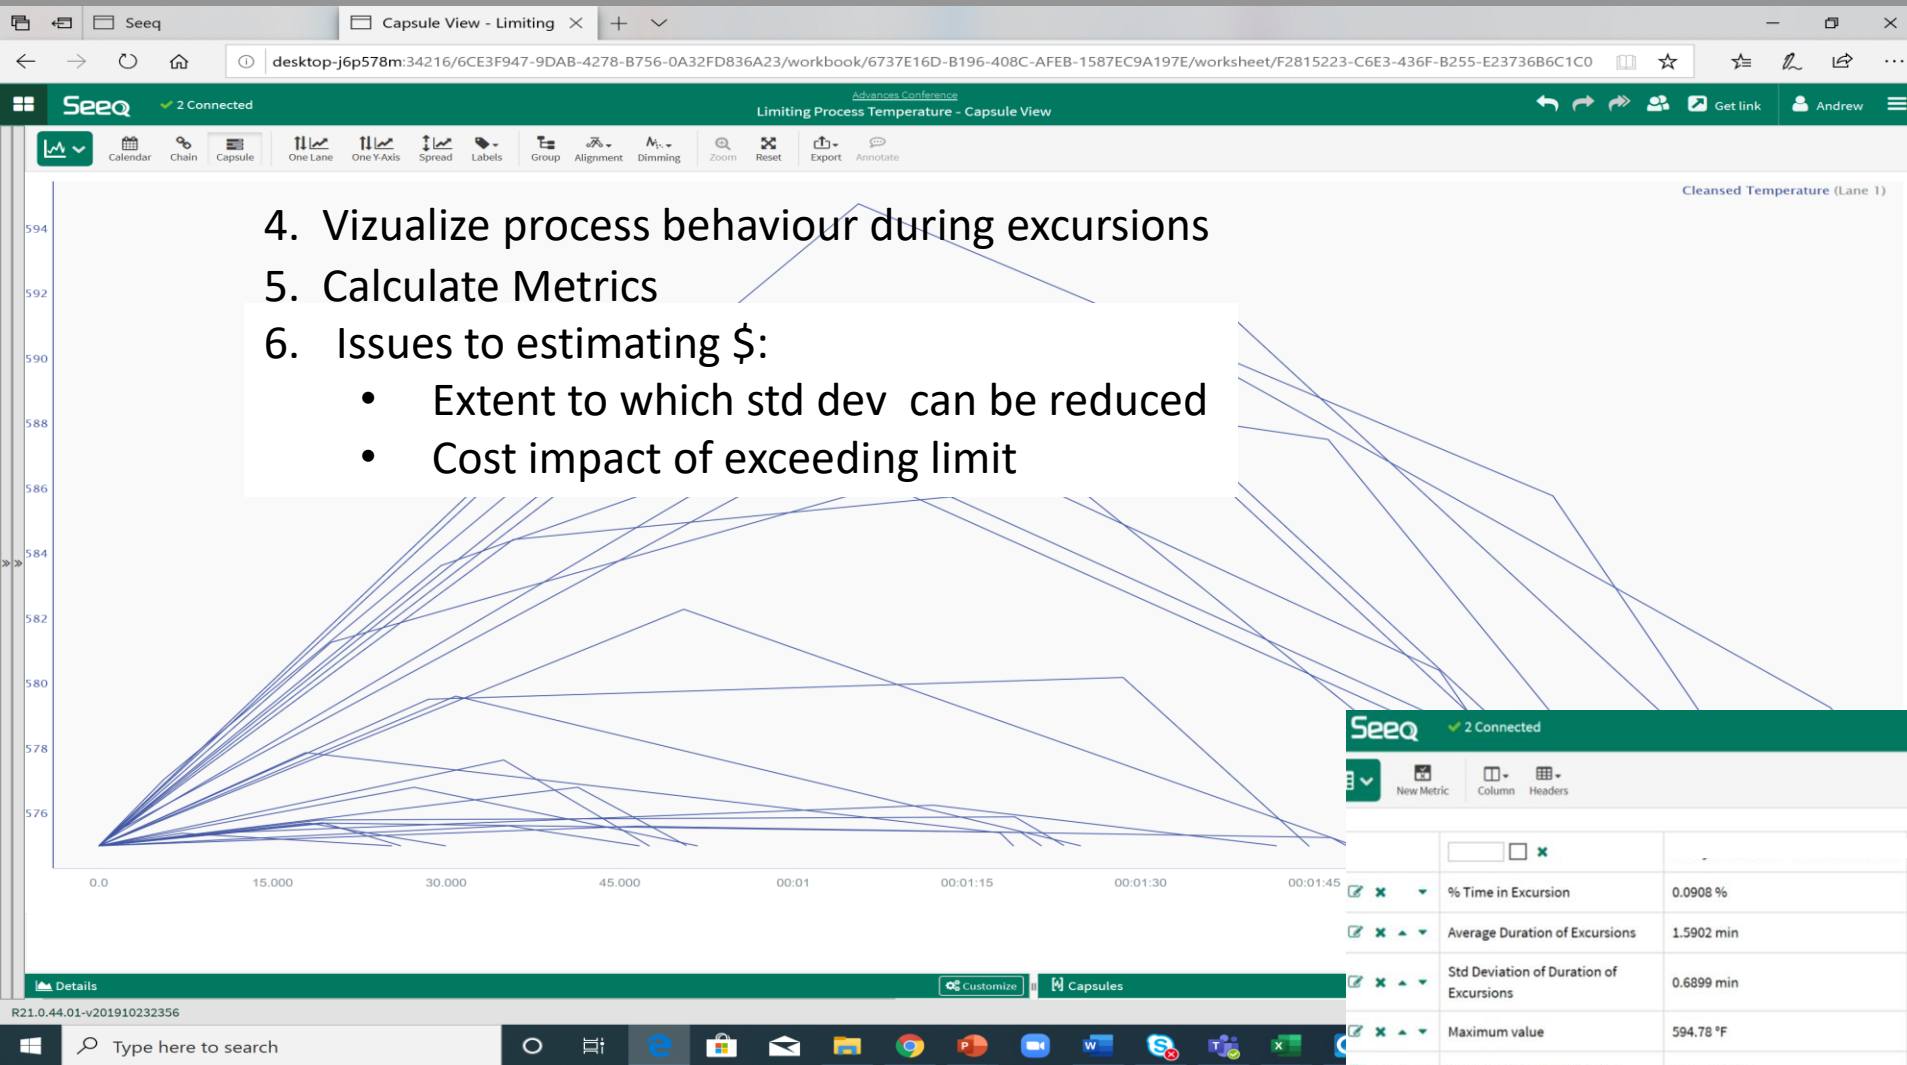 Seeq
Capsule View - Limiting
desktop-j6p578m:34216/6CE3F947-9DAB-4278-B756-0A32FD836A23/workbook/6737E16D-B196-408C-AFEB-1587EC9A197E/worksheet/F2815223-C6E3-436F-B255-E23736B6C1C0
Seeq
2 Connected
Advances Conference
Limiting Process Temperature - Capsule View
Get link
Andrew
Calendar Chain Capsule One Lane One Y-Axis Spread Labels Group Alignment Dimming Zoom Reset Export Annotate
Cleansed Temperature (Lane 1)
4. Vizualize process behaviour during excursions
5. Calculate Metrics
6. Issues to estimating $:
• Extent to which std dev can be reduced
• Cost impact of exceeding limit
594
592
590
588
586
584
582
580
578
576
0.0 15.000 30.000 45.000 00:01 00:01:15 00:01:30 00:01:45
Seeq
2 Connected
New Metric Column Headers
% Time in Excursion 0.0908 %
Average Duration of Excursions 1.5902 min
Std Deviation of Duration of
Excursions 0.6899 min
Maximum value 594.78 °F
Details
Customize
Capsules
R21.0.44.01-v201910232356
Type here to search